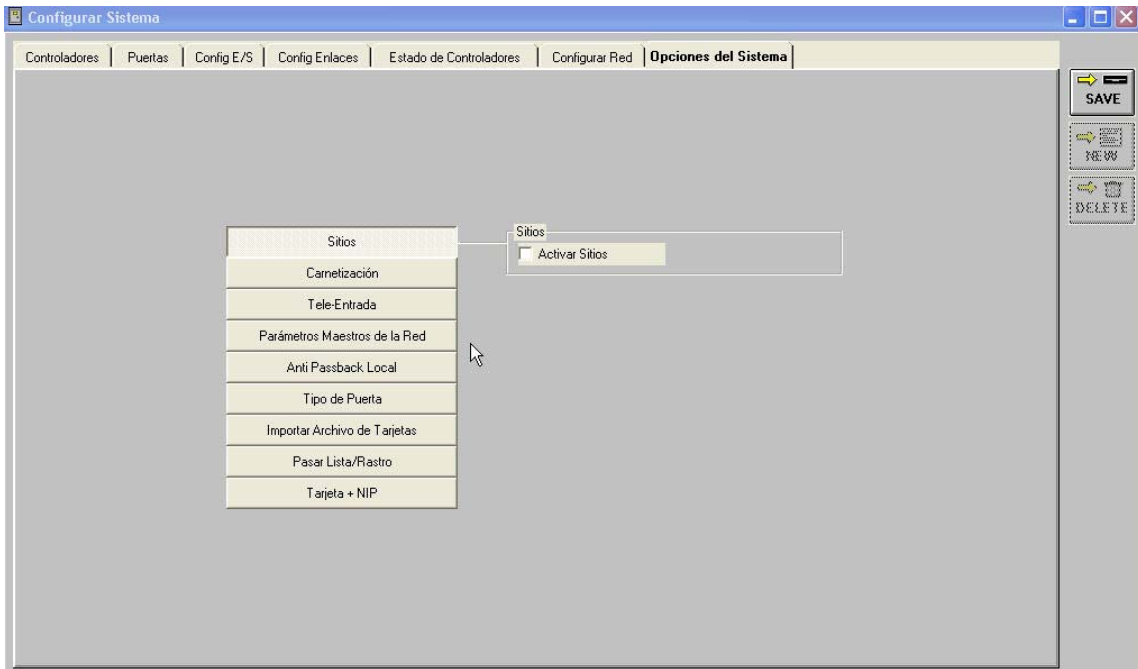 Configurar Sistema
Controladores
Puertas
Config E/S
Config Enlaces
Estado de Controladores
Configurar Red
Opciones del Sistema
SAVE
NEW
DELETE
Sitios
Sitios
Activar Sitios
Carnetización
Tele-Entrada
Parámetros Maestros de la Red
Anti Passback Local
Tipo de Puerta
Importar Archivo de Tarjetas
Pasar Lista/Rastro
Tarjeta + NIP